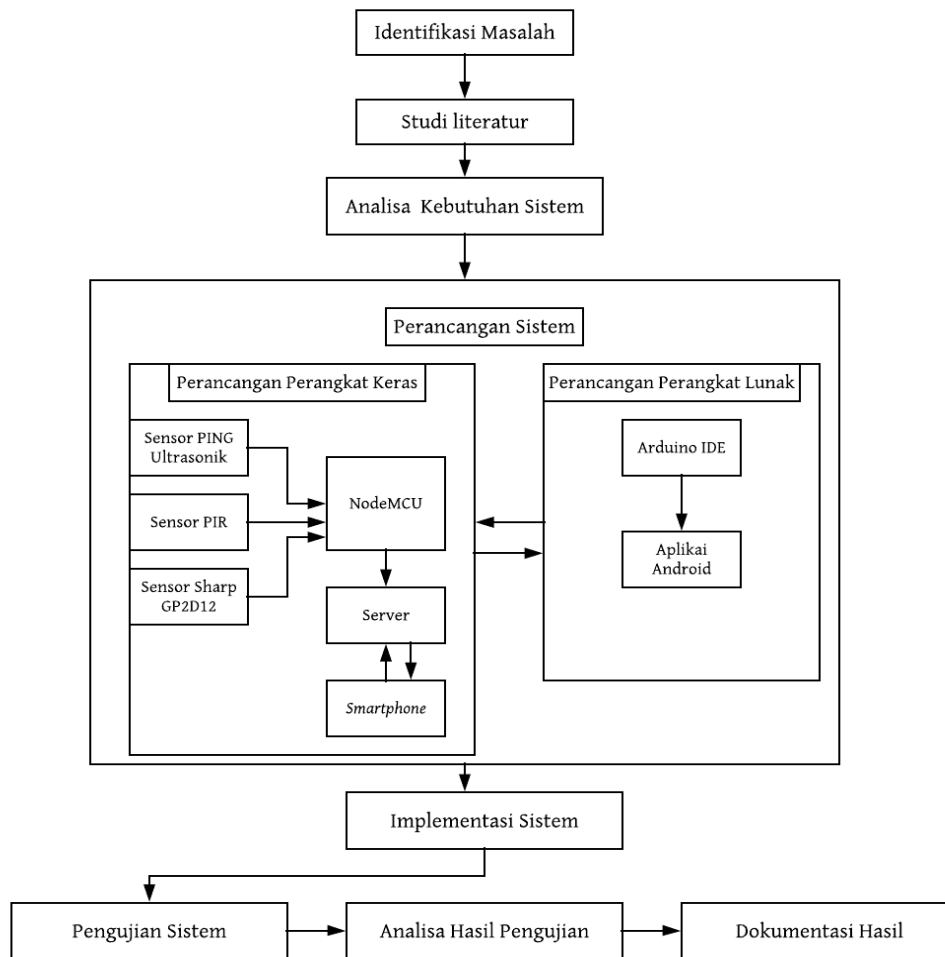 Identifikasi Masalah
Studi literatur
Analisa Kebutuhan Sistem
Perancangan Sistem
Perancangan Perangkat Keras
Sensor PING
Ultrasonik
Sensor PIR
Sensor Sharp
GP2D12
NodeMCU
Server
Smartphone
Perancangan Perangkat Lunak
Arduino IDE
Aplikai
Android
Implementasi Sistem
Pengujian Sistem
Analisa Hasil Pengujian
Dokumentasi Hasil